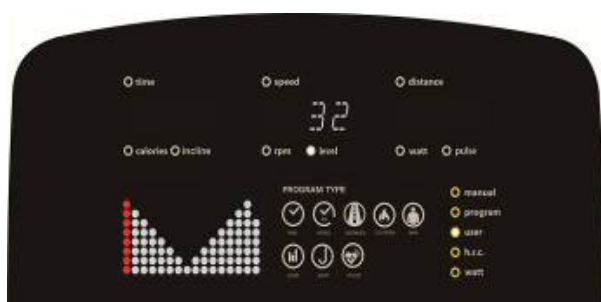 time speed distance
32
calories incline rpm level watt pulse
PROGRAM TYPE
manual
program
user
h.r.c.
watt